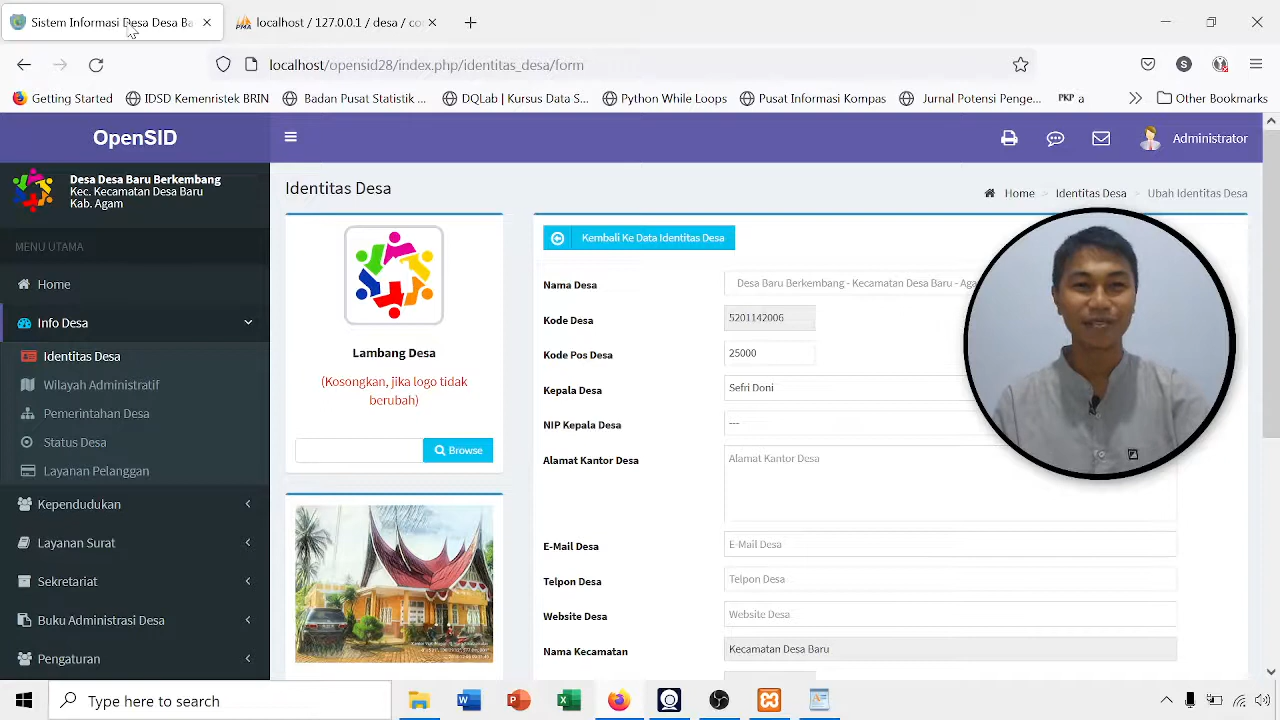 Sistem Informasi Desa Desa Ba
localhost / 127.0.0.1 / desa / co
localhost/opensid28/index.php/identitas_desa/form
Getting Started
IDSD Kemenristek BRIN
Badan Pusat Statistik ...
DQLab | Kursus Data S...
Python While Loops
Pusat Informasi Kompas
Jurnal Potensi Penge...
PKP a
Other Bookmarks
OpenSID
Administrator
Desa Desa Baru Berkembang
Kec. Kecamatan Desa Baru
Kab. Agam
MENU UTAMA
Home
Info Desa
Identitas Desa
Wilayah Administratif
Pemerintahan Desa
Status Desa
Layanan Pelanggan
Kependudukan
Layanan Surat
Sekretariat
Buku Administrasi Desa
Pengaturan
Identitas Desa
Home > Identitas Desa > Ubah Identitas Desa
Lambang Desa
(Kosongkan, jika logo tidak
berubah)
Browse
Kembali Ke Data Identitas Desa
Nama Desa
Desa Baru Berkembang - Kecamatan Desa Baru - Aga
Kode Desa
5201142006
Kode Pos Desa
25000
Kepala Desa
Sefri Doni
NIP Kepala Desa
---
Alamat Kantor Desa
Alamat Kantor Desa
E-Mail Desa
E-Mail Desa
Telpon Desa
Telpon Desa
Website Desa
Website Desa
Nama Kecamatan
Kecamatan Desa Baru
Type here to search